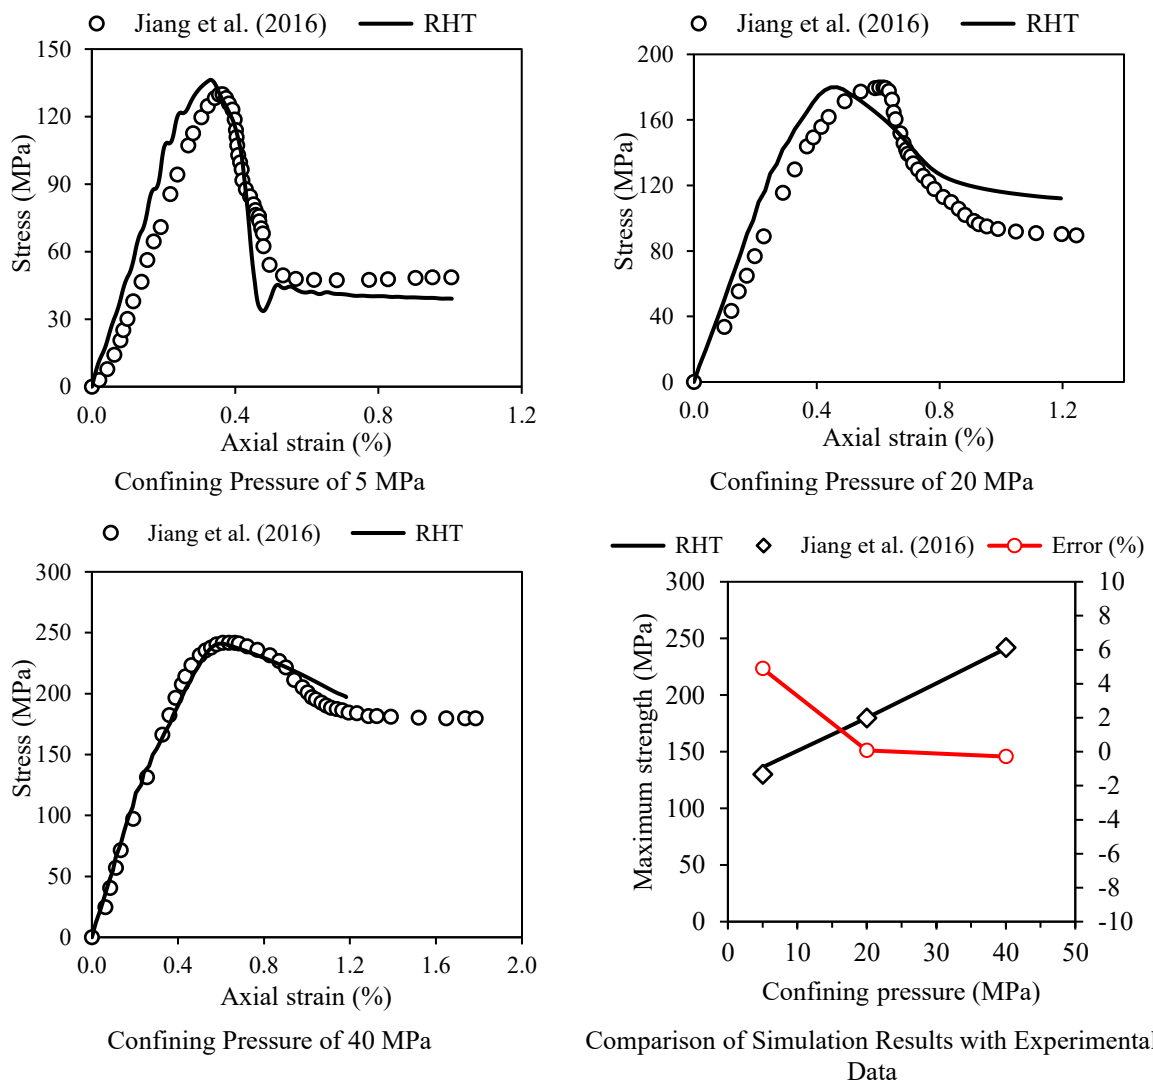 Jiang et al. (2016) RHT
150
120
90
60
30
0
Stress (MPa)
0.0 0.4 0.8 1.2
Axial strain (%)
Confining Pressure of 5 MPa
Jiang et al. (2016) RHT
200
160
120
80
40
0
Stress (MPa)
0.0 0.4 0.8 1.2
Axial strain (%)
Confining Pressure of 20 MPa
Jiang et al. (2016) RHT
300
250
200
150
100
50
0
Stress (MPa)
0.0 0.4 0.8 1.2 1.6 2.0
Axial strain (%)
Confining Pressure of 40 MPa
RHT Jiang et al. (2016) Error (%)
300
250
200
150
100
50
0
Maximum strength (MPa)
10
8
6
4
2
0
-2
-4
-6
-8
-10
0 10 20 30 40 50
Confining pressure (MPa)
Comparison of Simulation Results with Experimental
Data